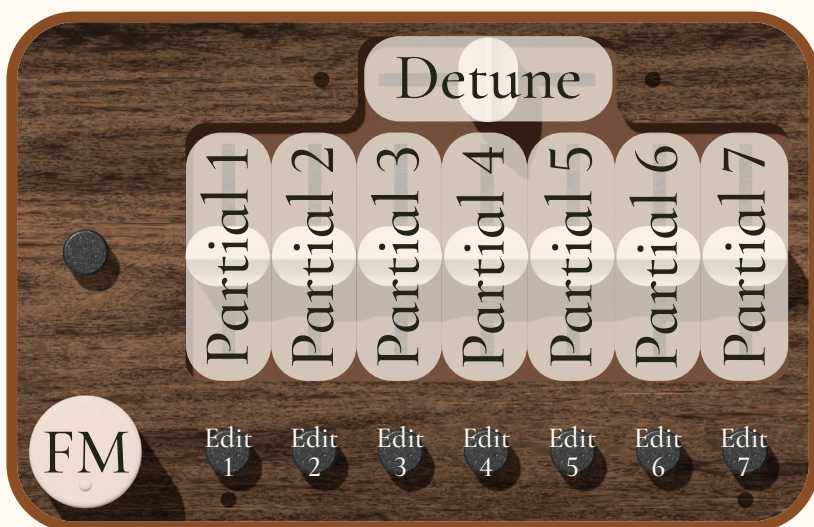 Detune
Partial 1
Partial 2
Partial 3
Partial 4
Partial 5
Partial 6
Partial 7
FM
Edit
1
Edit
2
Edit
3
Edit
4
Edit
5
Edit
6
Edit
7